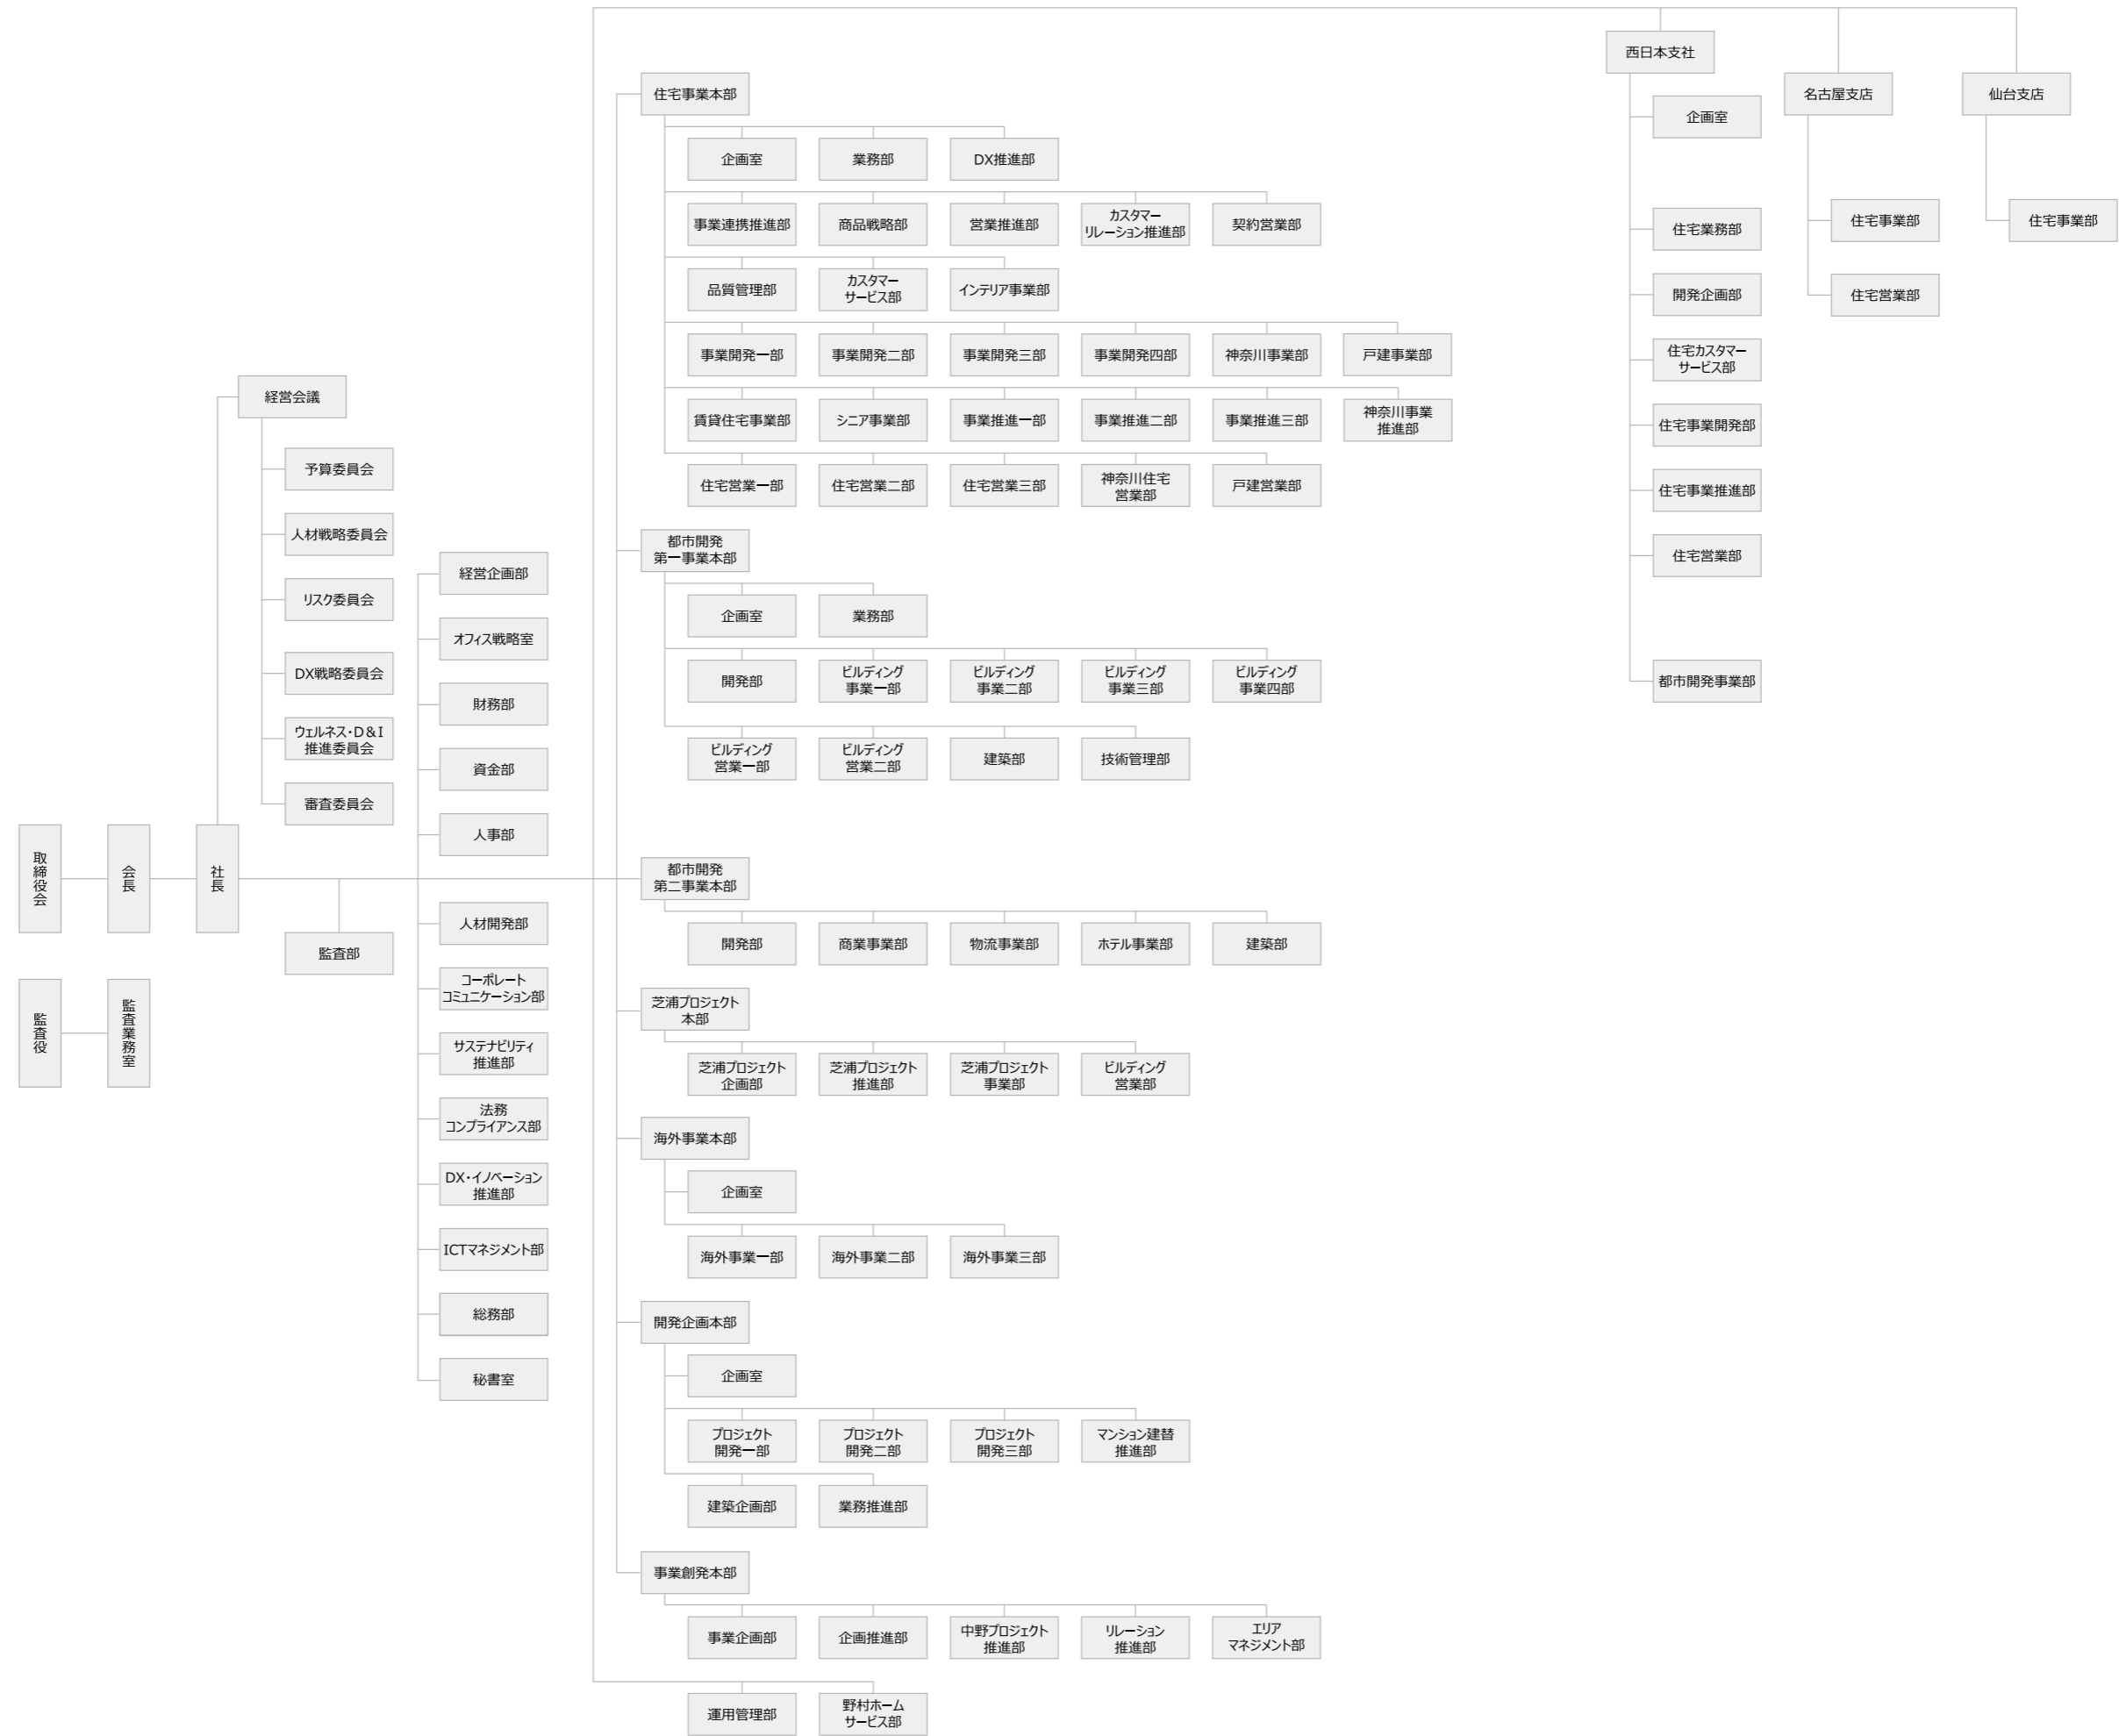 取締役会
会長
社長
監査役
監査業務室
経営会議
予算委員会
人材戦略委員会
リスク委員会
DX戦略委員会
ウェルネス・D&I
推進委員会
審査委員会
監査部
経営企画部
オフィス戦略室
財務部
資金部
人事部
人材開発部
コーポレート
コミュニケーション部
サステナビリティ
推進部
法務
コンプライアンス部
DX・イノベーション
推進部
ICTマネジメント部
総務部
秘書室
住宅事業本部
企画室
業務部
DX推進部
事業連携推進部
商品戦略部
営業推進部
カスタマー
リレーション推進部
契約営業部
品質管理部
カスタマー
サービス部
インテリア事業部
事業開発一部
事業開発二部
事業開発三部
事業開発四部
神奈川事業部
戸建事業部
賃貸住宅事業部
シニア事業部
事業推進一部
事業推進二部
事業推進三部
神奈川事業
推進部
住宅営業一部
住宅営業二部
住宅営業三部
神奈川住宅
営業部
戸建営業部
都市開発
第一事業本部
企画室
業務部
開発部
ビルディング
事業一部
ビルディング
事業二部
ビルディング
事業三部
ビルディング
事業四部
ビルディング
営業一部
ビルディング
営業二部
建築部
技術管理部
都市開発
第二事業本部
開発部
商業事業部
物流事業部
ホテル事業部
建築部
芝浦プロジェクト
本部
芝浦プロジェクト
企画部
芝浦プロジェクト
推進部
芝浦プロジェクト
事業部
ビルディング
営業部
海外事業本部
企画室
海外事業一部
海外事業二部
海外事業三部
開発企画本部
企画室
プロジェクト
開発一部
プロジェクト
開発二部
プロジェクト
開発三部
マンション建替
推進部
建築企画部
業務推進部
事業創発本部
事業企画部
企画推進部
中野プロジェクト
推進部
リレーション
推進部
エリア
マネジメント部
運用管理部
野村ホーム
サービス部
西日本支社
企画室
住宅業務部
開発企画部
住宅カスタマー
サービス部
住宅事業開発部
住宅事業推進部
住宅営業部
都市開発事業部
名古屋支店
住宅事業部
住宅営業部
仙台支店
住宅事業部